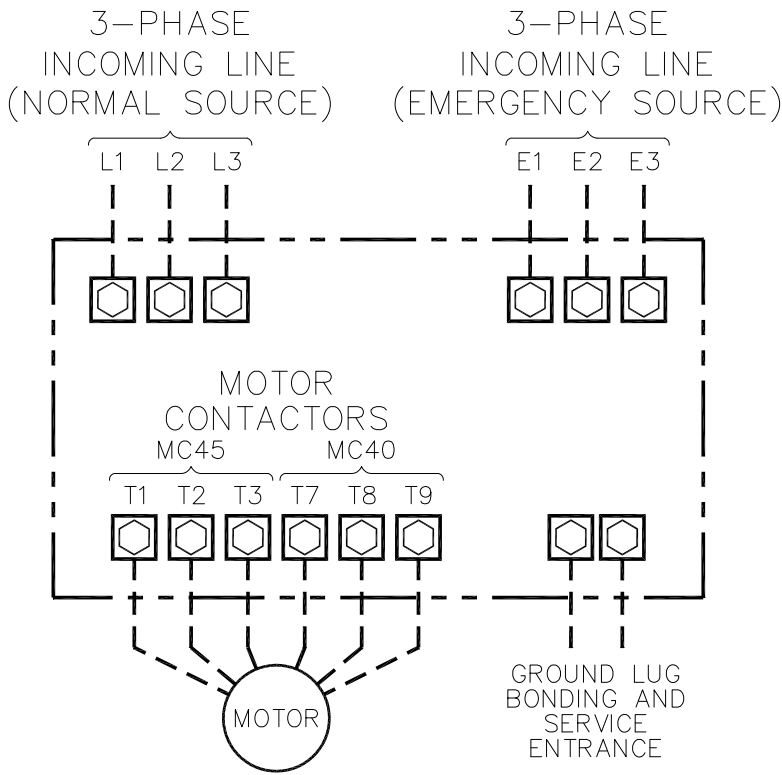 3-PHASE
INCOMING LINE
(NORMAL SOURCE)
3-PHASE
INCOMING LINE
(EMERGENCY SOURCE)
L1 L2 L3
E1 E2 E3
MOTOR
CONTACTORS
MC45 MC40
T1 T2 T3 T7 T8 T9
MOTOR
GROUND LUG
BONDING AND
SERVICE
ENTRANCE